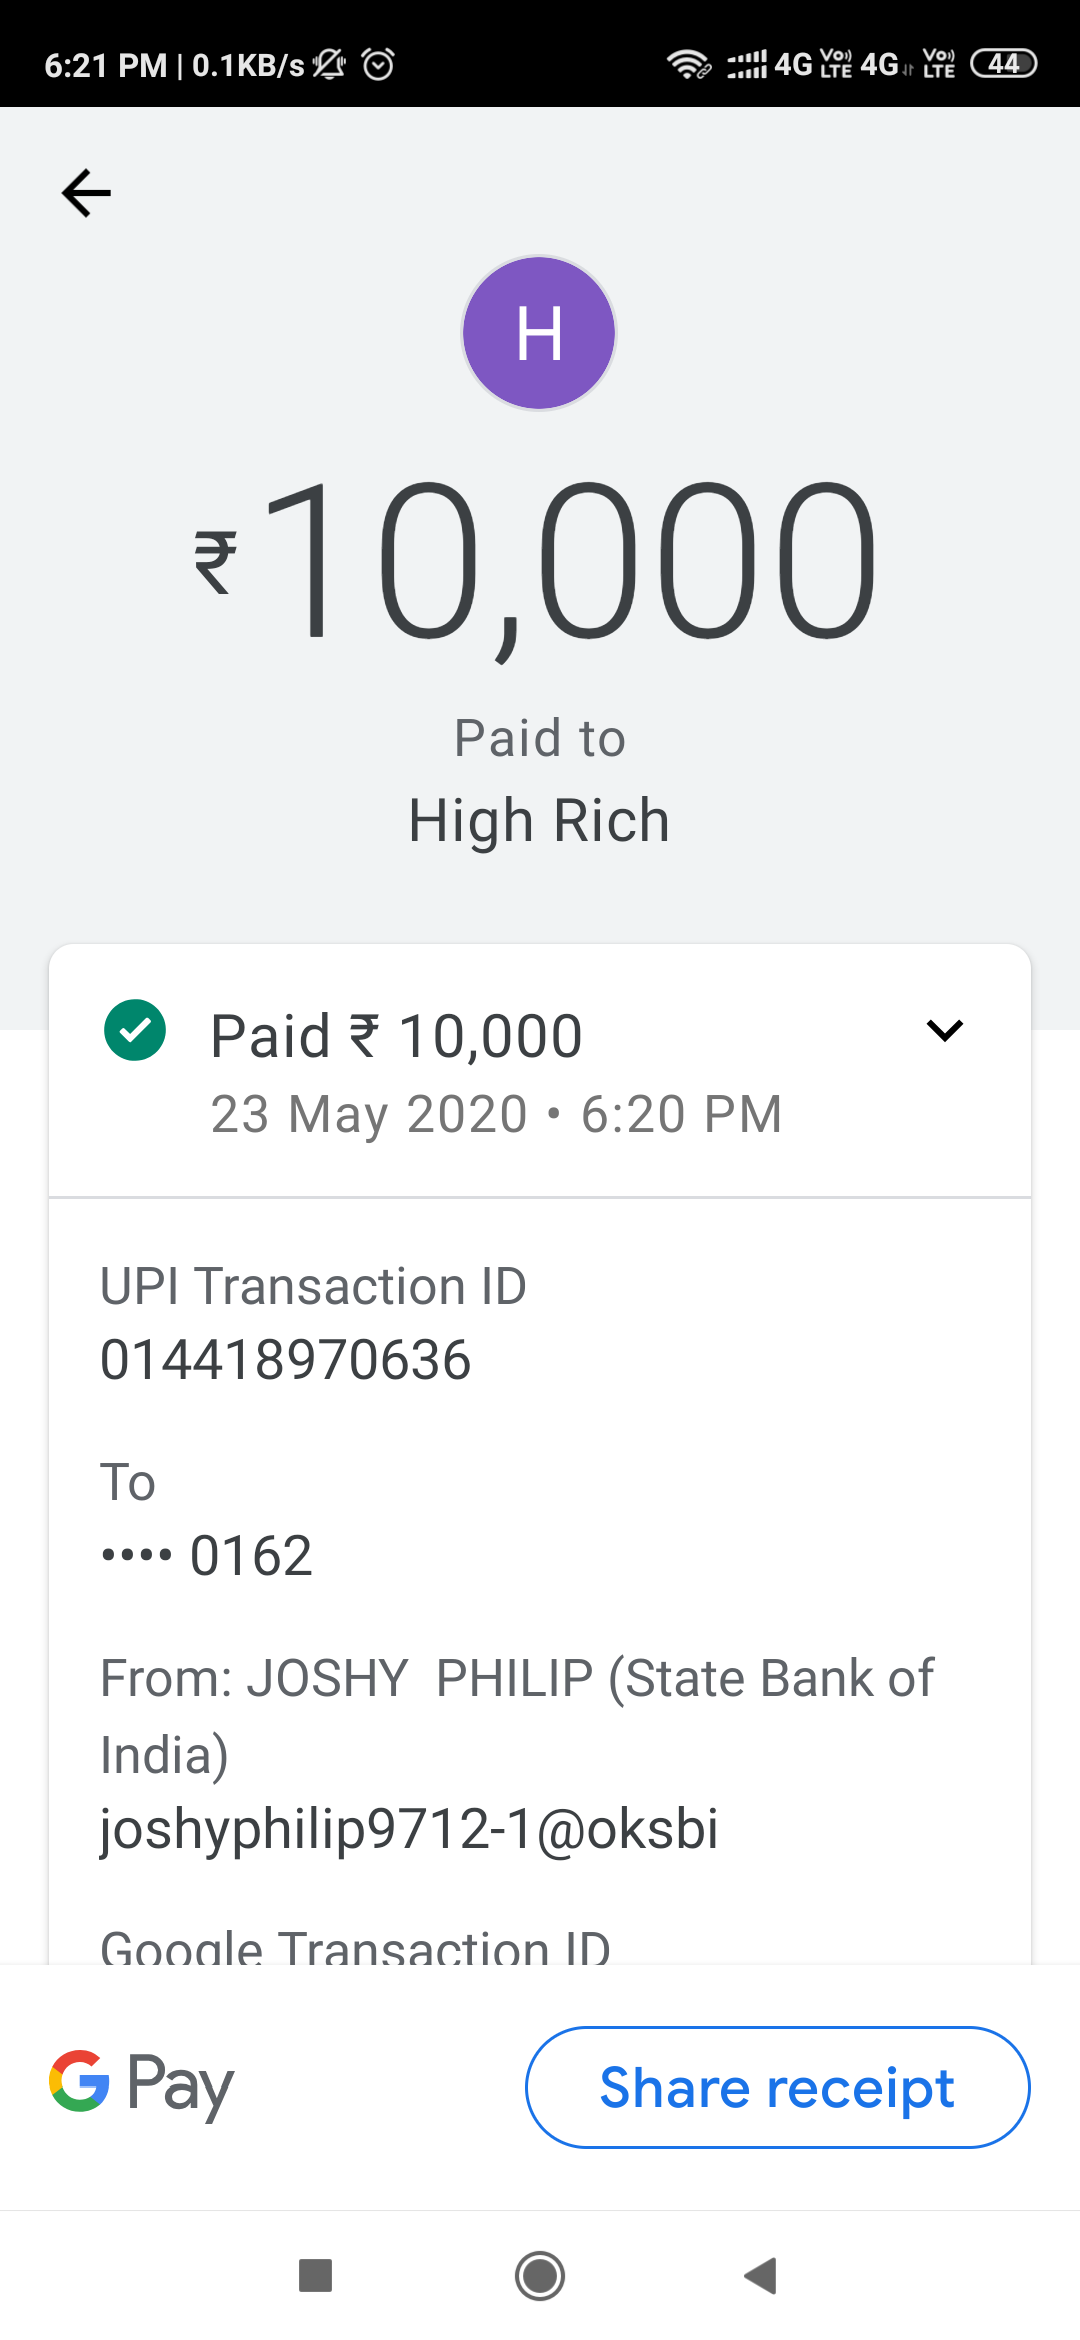 6:21 PM | 0.1KB/s 4G Vo)) LTE 4G Vo)) LTE 44
H
₹10,000
Paid to
High Rich
Paid ₹ 10,000
23 May 2020 • 6:20 PM
UPI Transaction ID
014418970636
To
•••• 0162
From: JOSHY PHILIP (State Bank of
India)
joshyphilip9712-1@oksbi
Google Transaction ID
G Pay
Share receipt